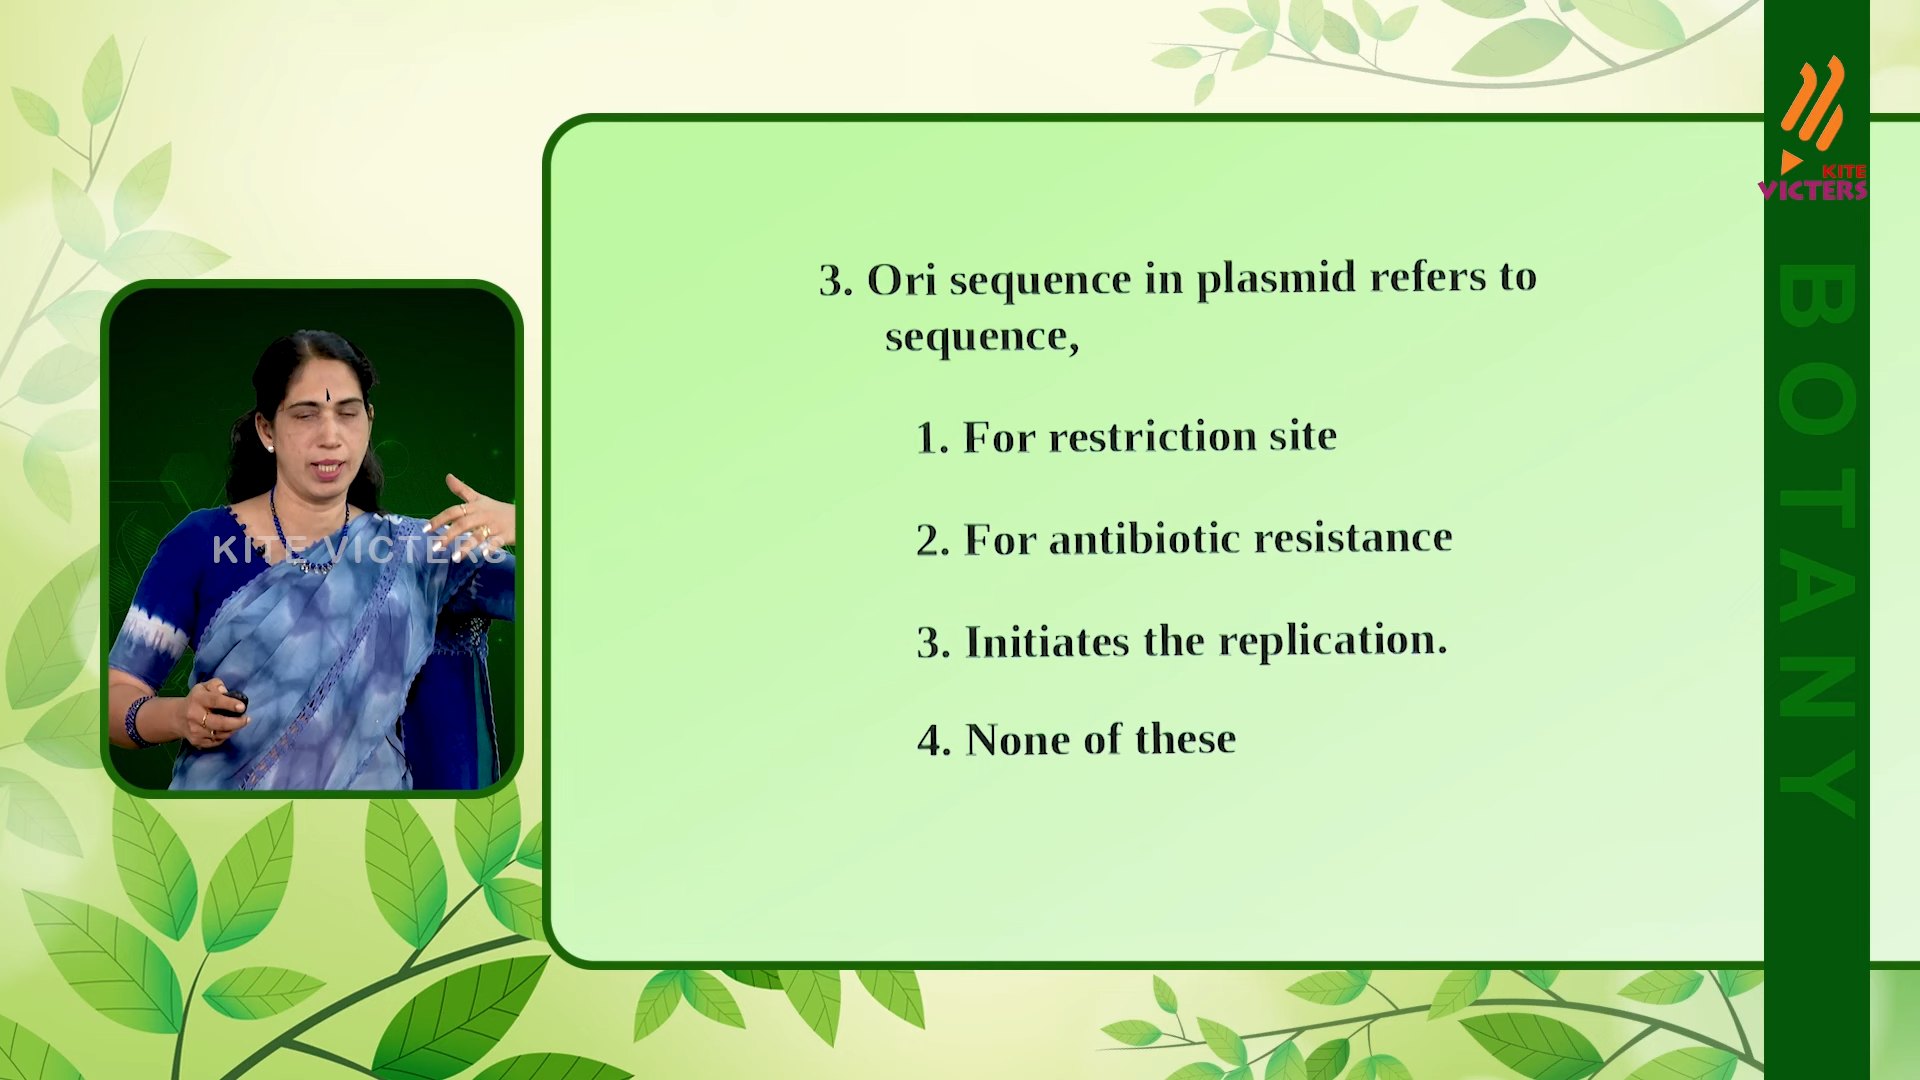 3. Ori sequence in plasmid refers to
sequence,
1. For restriction site
2. For antibiotic resistance
3. Initiates the replication.
4. None of these
KITE VICTERS
KITE
VICTERS
BOTANY